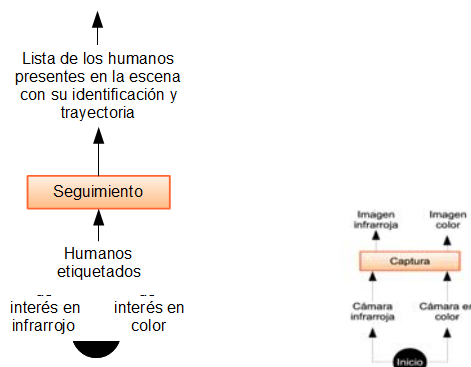 Lista de los humanos
presentes en la escena
con su identificación y
trayectoria
Seguimiento
Humanos
etiquetados
interés en
infrarrojo
interés en
color
Imagen
infrarroja
Imagen
color
Captura
Cámara
infrarroja
Cámara en
color
Inicio